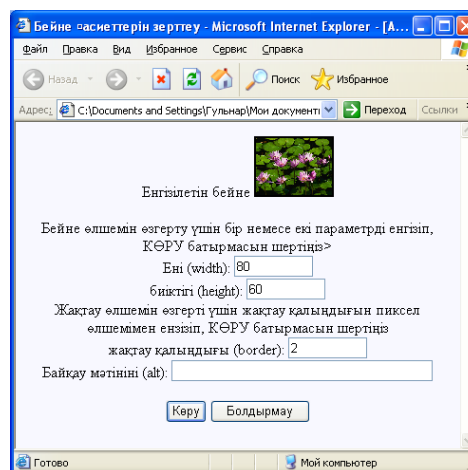 Бейне ¤асиеттерін зерттеу - Microsoft Internet Explorer - [A...
Файл Правка Вид Избранное Сервис Справка
Назад Поиск Избранное
Адрес: C:\Documents and Settings\Гульнар\Мои документ Переход Ссылки
Енгізілетін бейне
Бейне өлшемін өзгерту үшін бір немесе екі параметрді енгізіп,
КӨРУ батырмасын шертіңіз>
Ені (width): 80
биіктігі (height): 60
Жақтау өлшемін өзгерті үшін жақтау қалыңдығын пиксел
өлшемімен ензізіп, КӨРУ батырмасын шертіңіз
жақтау қалыңдығы (border): 2
Байқау мәтініні (alt):
Көру Болдырмау
Готово Мой компьютер